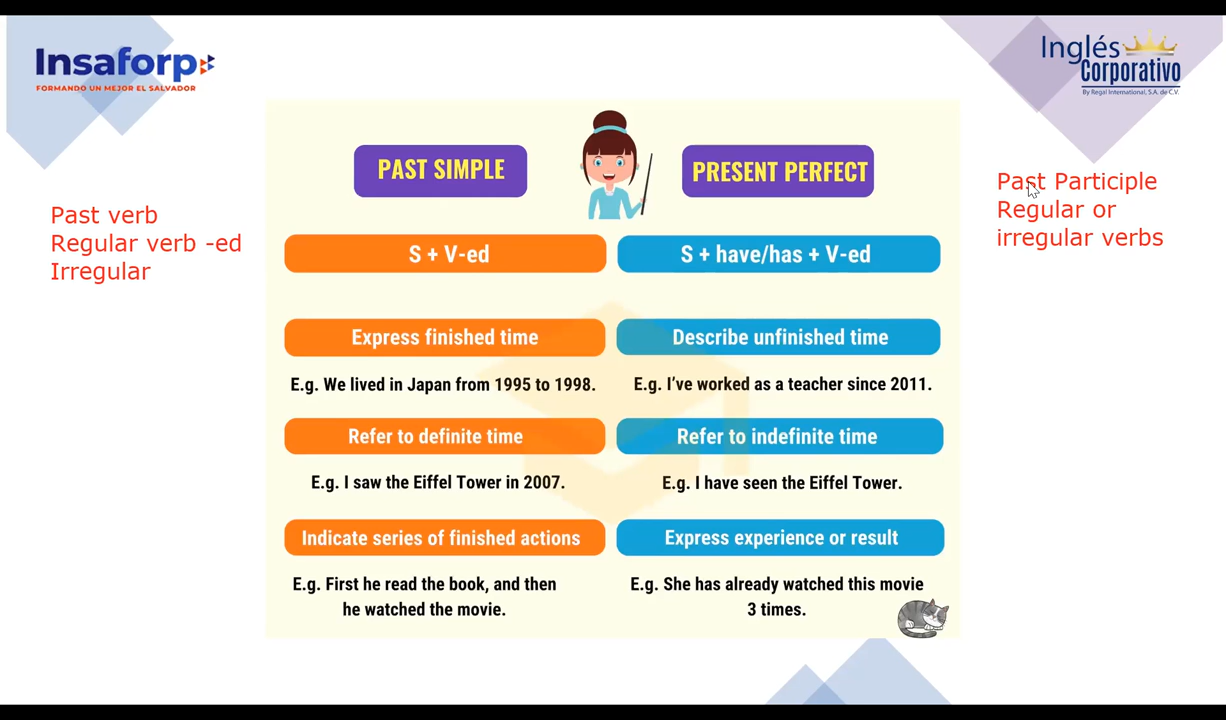 Insaforp
FORMANDO UN MEJOR EL SALVADOR
Inglés
Corporativo
By Regal International, S.A. de C.V.
PAST SIMPLE
PRESENT PERFECT
Past verb
Regular verb -ed
Irregular
Past Participle
Regular or
irregular verbs
S + V-ed
S + have/has + V-ed
Express finished time
Describe unfinished time
E.g. We lived in Japan from 1995 to 1998.
E.g. I've worked as a teacher since 2011.
Refer to definite time
Refer to indefinite time
E.g. I saw the Eiffel Tower in 2007.
E.g. I have seen the Eiffel Tower.
Indicate series of finished actions
Express experience or result
E.g. First he read the book, and then
he watched the movie.
E.g. She has already watched this movie
3 times.